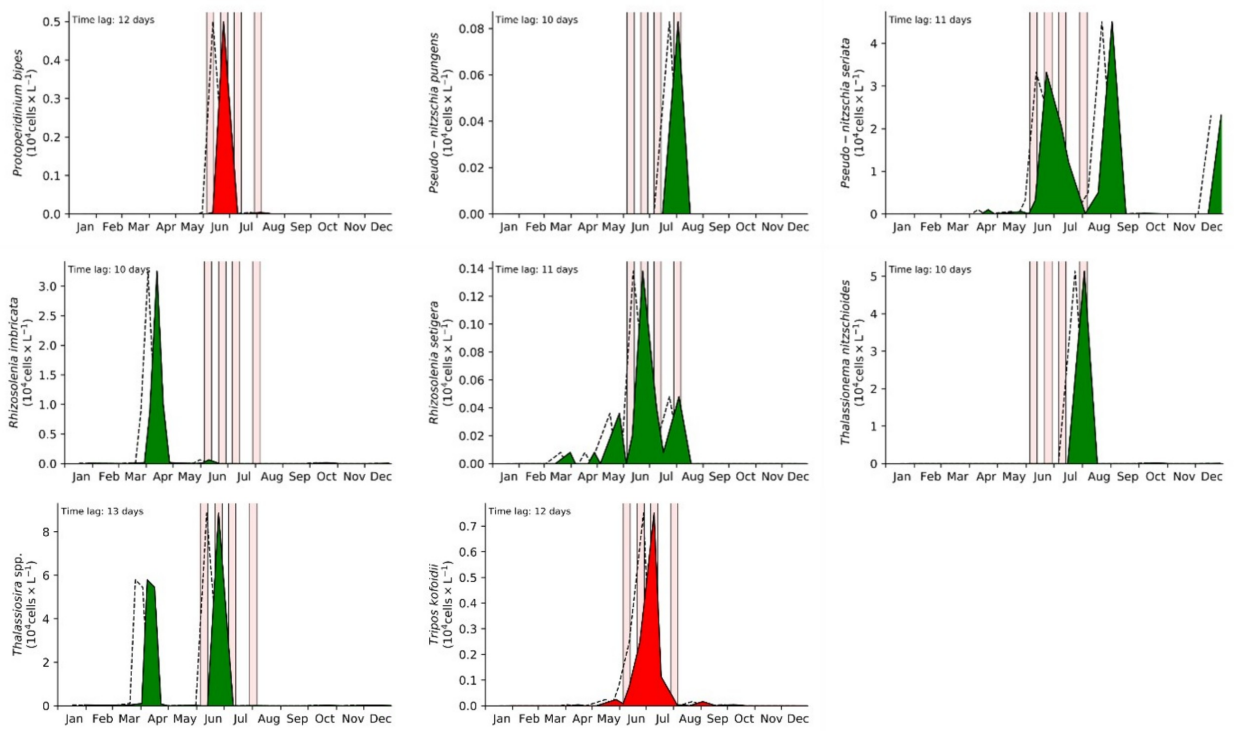 Time lag: 12 days
Protoperidinium bipes
(10⁴cells × L⁻¹)
0.5
0.4
0.3
0.2
0.1
0.0
Jan Feb Mar Apr May Jun Jul Aug Sep Oct Nov Dec
Time lag: 10 days
Pseudo − nitzschia pungens
(10⁴cells × L⁻¹)
0.08
0.06
0.04
0.02
0.00
Jan Feb Mar Apr May Jun Jul Aug Sep Oct Nov Dec
Time lag: 11 days
Pseudo − nitzschia seriata
(10⁴cells × L⁻¹)
4
3
2
1
0
Jan Feb Mar Apr May Jun Jul Aug Sep Oct Nov Dec
Time lag: 10 days
Rhizosolenia imbricata
(10⁴cells × L⁻¹)
3.0
2.5
2.0
1.5
1.0
0.5
0.0
Jan Feb Mar Apr May Jun Jul Aug Sep Oct Nov Dec
Time lag: 11 days
Rhizosolenia setigera
(10⁴cells × L⁻¹)
0.14
0.12
0.10
0.08
0.06
0.04
0.02
0.00
Jan Feb Mar Apr May Jun Jul Aug Sep Oct Nov Dec
Time lag: 10 days
Thalassionema nitzschioides
(10⁴cells × L⁻¹)
5
4
3
2
1
0
Jan Feb Mar Apr May Jun Jul Aug Sep Oct Nov Dec
Time lag: 13 days
Thalassiosira spp.
(10⁴cells × L⁻¹)
8
6
4
2
0
Jan Feb Mar Apr May Jun Jul Aug Sep Oct Nov Dec
Time lag: 12 days
Tripos kofoidii
(10⁴cells × L⁻¹)
0.7
0.6
0.5
0.4
0.3
0.2
0.1
0.0
Jan Feb Mar Apr May Jun Jul Aug Sep Oct Nov Dec